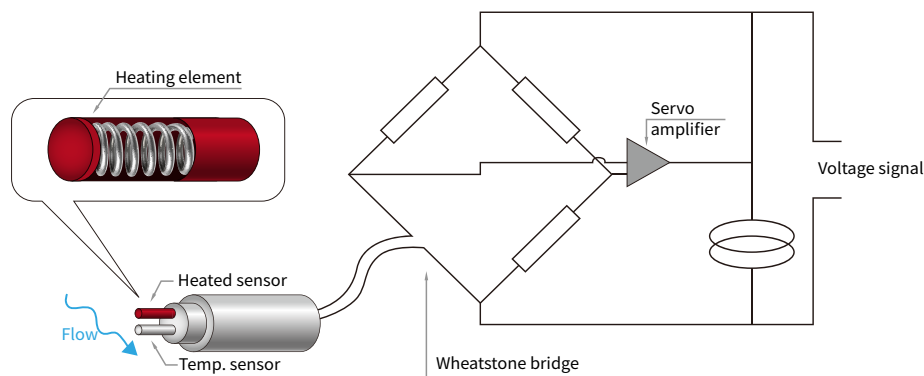 Heating element
Servo
amplifier
Voltage signal
Heated sensor
Flow
Temp. sensor
Wheatstone bridge